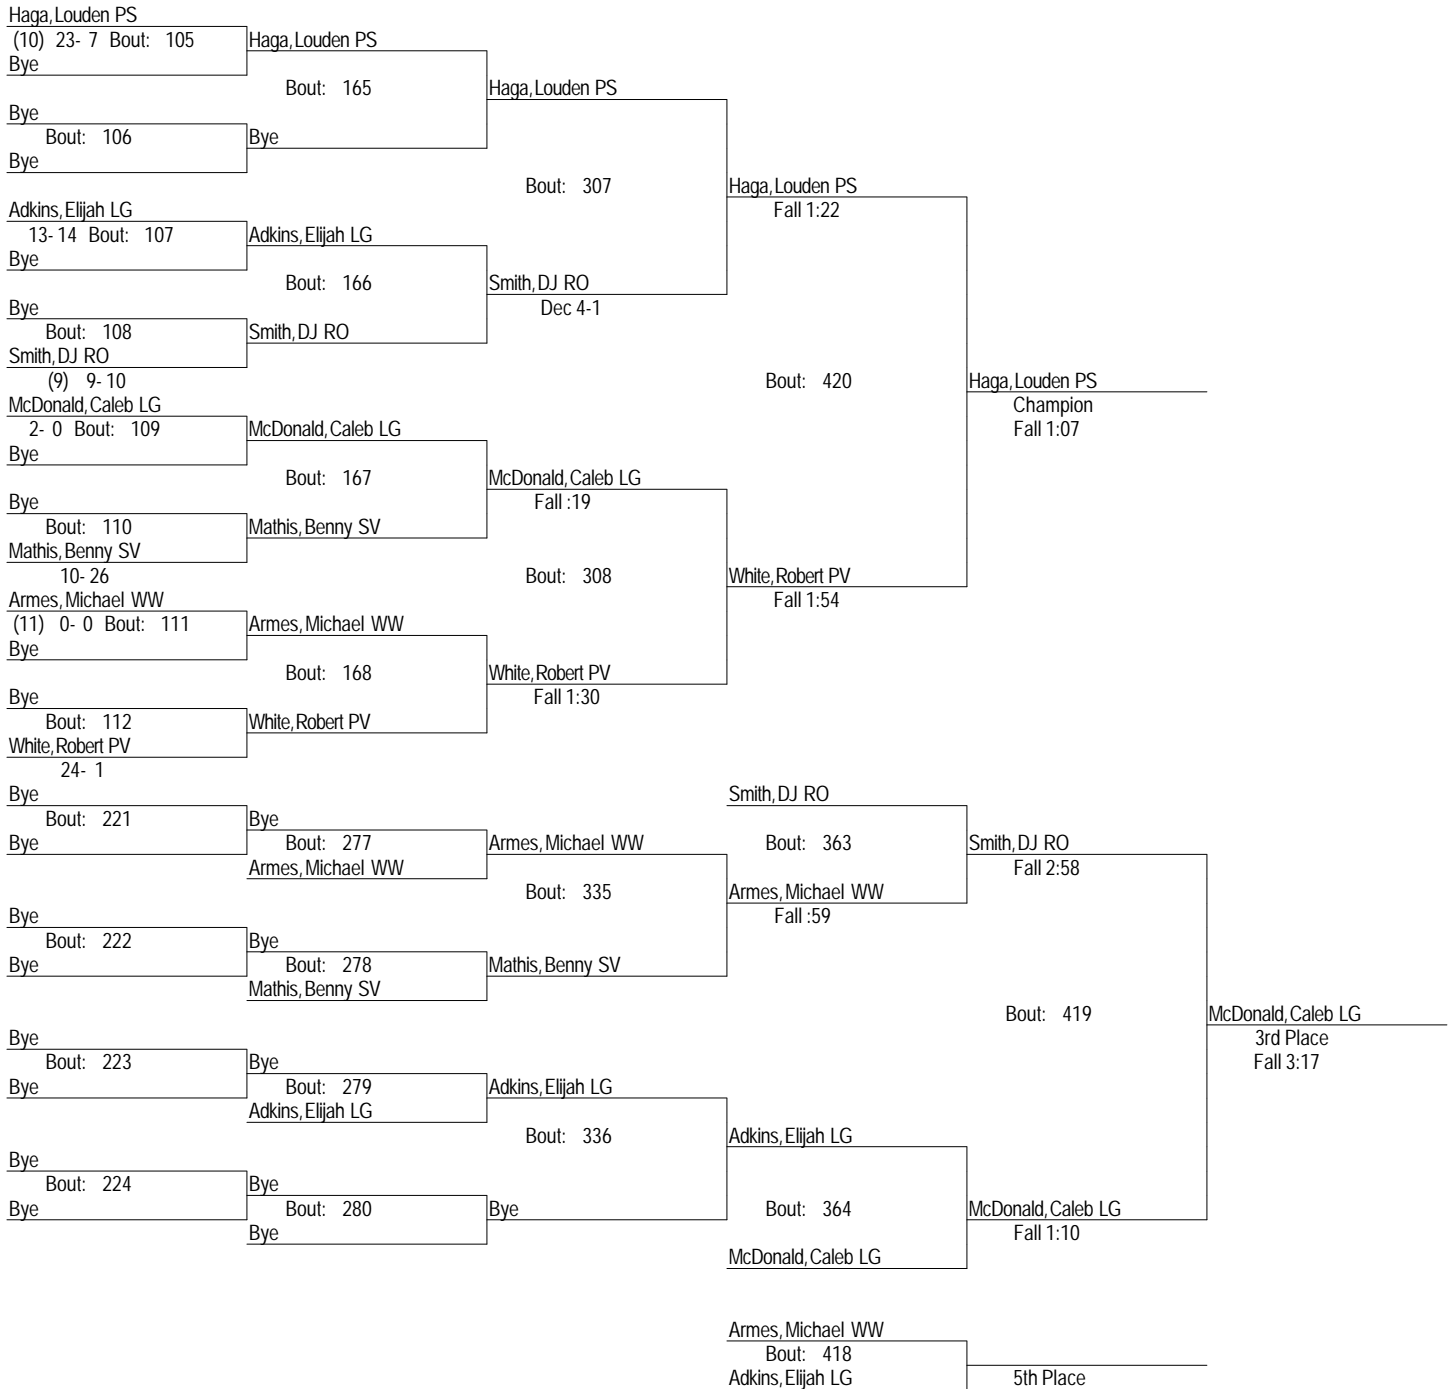 Haga, Louden PS
(10) 23- 7 Bout: 105
Haga, Louden PS
Bye
Bout: 165
Haga, Louden PS
Bye
Bout: 106
Bye
Bye
Bout: 307
Haga, Louden PS
Fall 1:22
Adkins, Elijah LG
13- 14 Bout: 107
Adkins, Elijah LG
Bye
Bout: 166
Smith, DJ RO
Dec 4-1
Bye
Bout: 108
Smith, DJ RO
Smith, DJ RO
(9) 9- 10
Bout: 420
Haga, Louden PS
Champion
Fall 1:07
McDonald, Caleb LG
2- 0 Bout: 109
McDonald, Caleb LG
Bye
Bout: 167
McDonald, Caleb LG
Fall :19
Bye
Bout: 110
Mathis, Benny SV
Mathis, Benny SV
10- 26
Bout: 308
White, Robert PV
Fall 1:54
Armes, Michael WW
(11) 0- 0 Bout: 111
Armes, Michael WW
Bye
Bout: 168
White, Robert PV
Fall 1:30
Bye
Bout: 112
White, Robert PV
White, Robert PV
24- 1
Bye
Bout: 221
Bye
Bye
Bout: 277
Armes, Michael WW
Armes, Michael WW
Smith, DJ RO
Bout: 363
Smith, DJ RO
Fall 2:58
Bout: 335
Armes, Michael WW
Fall :59
Bye
Bout: 222
Bye
Bye
Bout: 278
Mathis, Benny SV
Mathis, Benny SV
Bout: 419
McDonald, Caleb LG
3rd Place
Fall 3:17
Bye
Bout: 223
Bye
Bye
Bout: 279
Adkins, Elijah LG
Adkins, Elijah LG
Bout: 336
Adkins, Elijah LG
Bye
Bout: 224
Bye
Bye
Bout: 280
Bye
Bye
Bout: 364
McDonald, Caleb LG
Fall 1:10
McDonald, Caleb LG
Armes, Michael WW
Bout: 418
Adkins, Elijah LG
5th Place